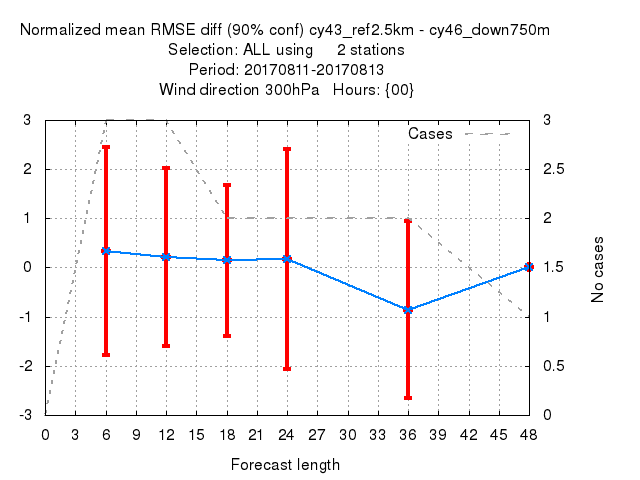 Normalized mean RMSE diff (90% conf) cy43_ref2.5km - cy46_down750m
Selection: ALL using 2 stations
Period: 20170811-20170813
Wind direction 300hPa Hours: {00}
Cases
3
2
1
0
-1
-2
-3
3
2.5
2
1.5
1
0.5
0
No cases
0 3 6 9 12 15 18 21 24 27 30 33 36 39 42 45 48
Forecast length